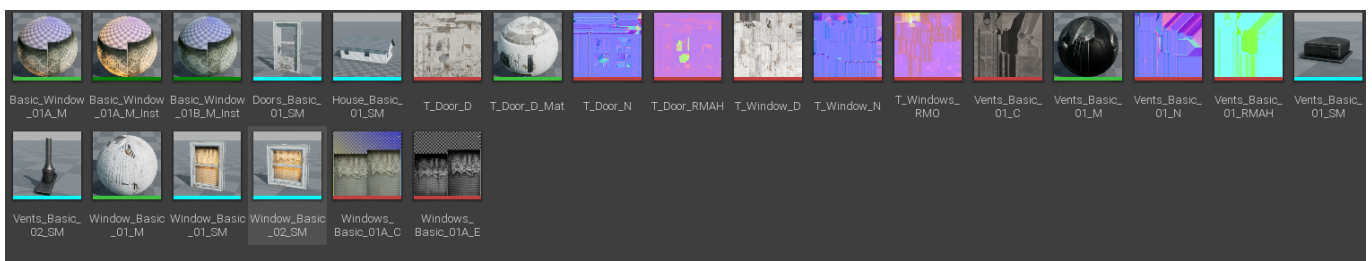 Basic_Window
_01A_M
Basic_Window
_01A_M_Inst
Basic_Window
_01B_M_Inst
Doors_Basic_
01_SM
House_Basic_
01_SM
T_Door_D
T_Door_D_Mat
T_Door_N
T_Door_RMAH
T_Window_D
T_Window_N
T_Windows_
RMO
Vents_Basic_
01_C
Vents_Basic_
01_M
Vents_Basic_
01_N
Vents_Basic_
01_RMAH
Vents_Basic_
01_SM
Vents_Basic_
02_SM
Window_Basic
_01_M
Window_Basic
_01_SM
Window_Basic
_02_SM
Windows_
Basic_01A_C
Windows_
Basic_01A_E